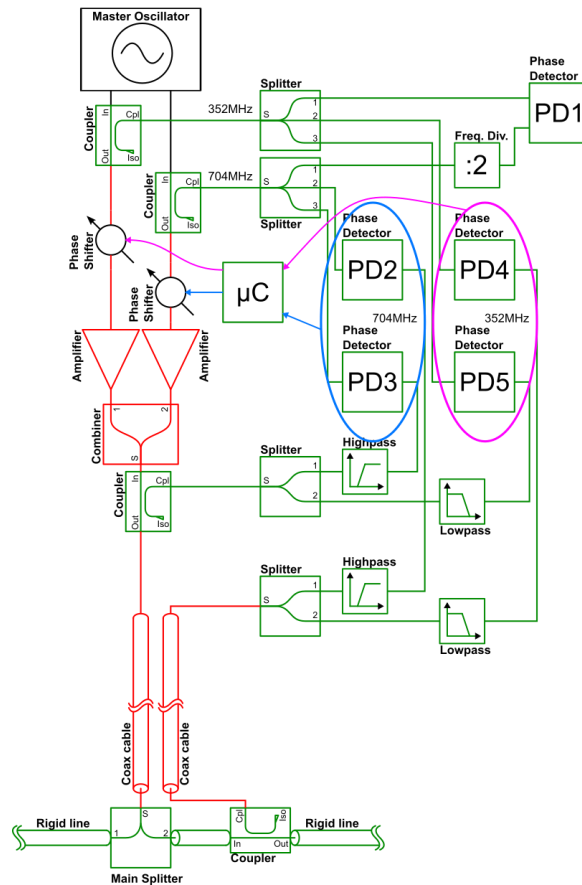 Master Oscillator
Coupler
In
Cpl
Iso
Out
352MHz
Splitter
S
1
2
3
Phase
Detector
PD1
Freq. Div.
:2
Coupler
In
Cpl
Iso
Out
704MHz
S
1
2
3
Splitter
Phase
Shifter
Phase
Shifter
µC
Phase
Detector
PD2
Phase
Detector
PD4
704MHz
352MHz
Phase
Detector
PD3
Phase
Detector
PD5
Amplifier
Amplifier
Combiner
1
2
S
Coupler
In
Cpl
Iso
Out
Splitter
S
1
2
Highpass
Lowpass
Splitter
S
1
2
Highpass
Lowpass
Coax cable
Coax cable
Rigid line
S
1
2
Main Splitter
Cpl
Iso
In
Out
Coupler
Rigid line